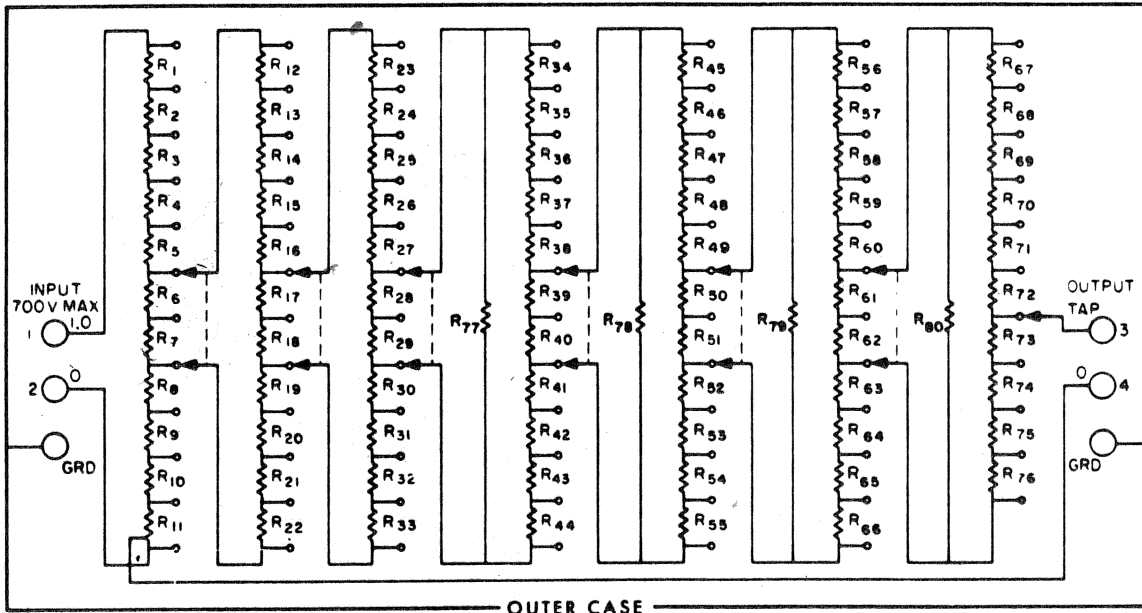 R1 R12 R23 R34 R45 R56 R67
R2 R13 R24 R35 R46 R57 R68
R3 R14 R25 R36 R47 R58 R69
R4 R15 R26 R37 R48 R59 R70
R5 R16 R27 R38 R49 R60 R71
INPUT
700V MAX
1.0
1
R6 R17 R28 R39 R50 R61 R72
OUTPUT
TAP
3
R77 R78 R79 R80
R7 R18 R29 R40 R51 R62 R73
0
2
R8 R19 R30 R41 R52 R63 R74
0
4
R9 R20 R31 R42 R53 R64 R75
GRD
GRD
R10 R21 R32 R43 R54 R65 R76
R11 R22 R33 R44 R55 R66
OUTER CASE